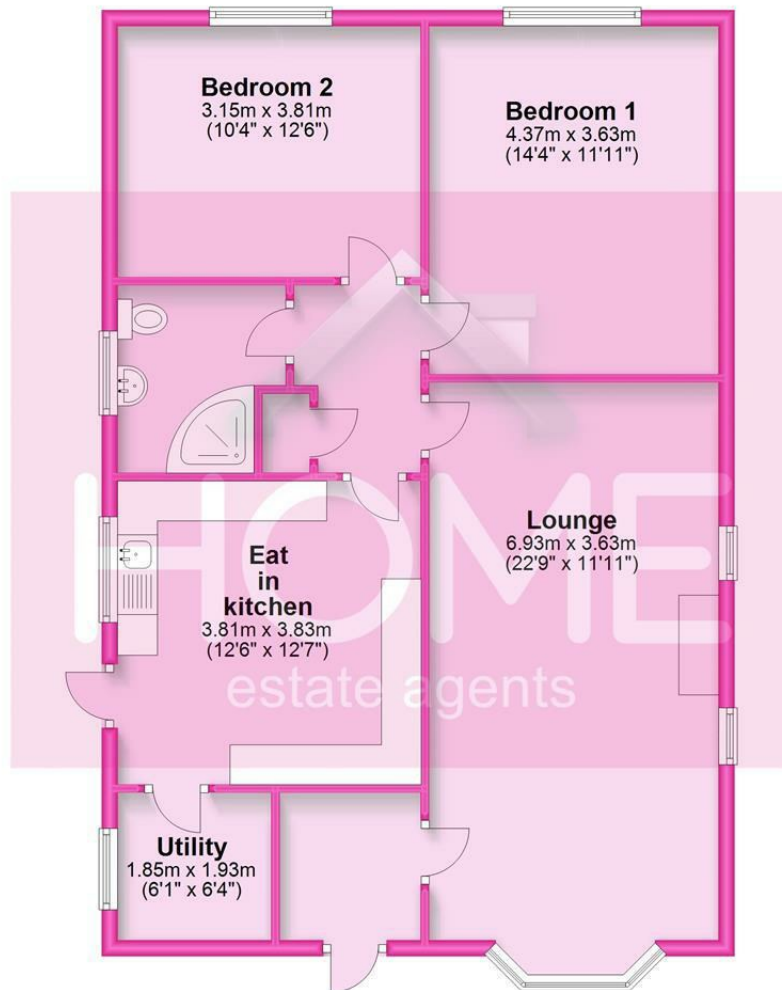 Bedroom 2
3.15m x 3.81m
(10'4" x 12'6")
Bedroom 1
4.37m x 3.63m
(14'4" x 11'11")
HOME
estate agents
Eat
in
kitchen
3.81m x 3.83m
(12'6" x 12'7")
Lounge
6.93m x 3.63m
(22'9" x 11'11")
Utility
1.85m x 1.93m
(6'1" x 6'4")